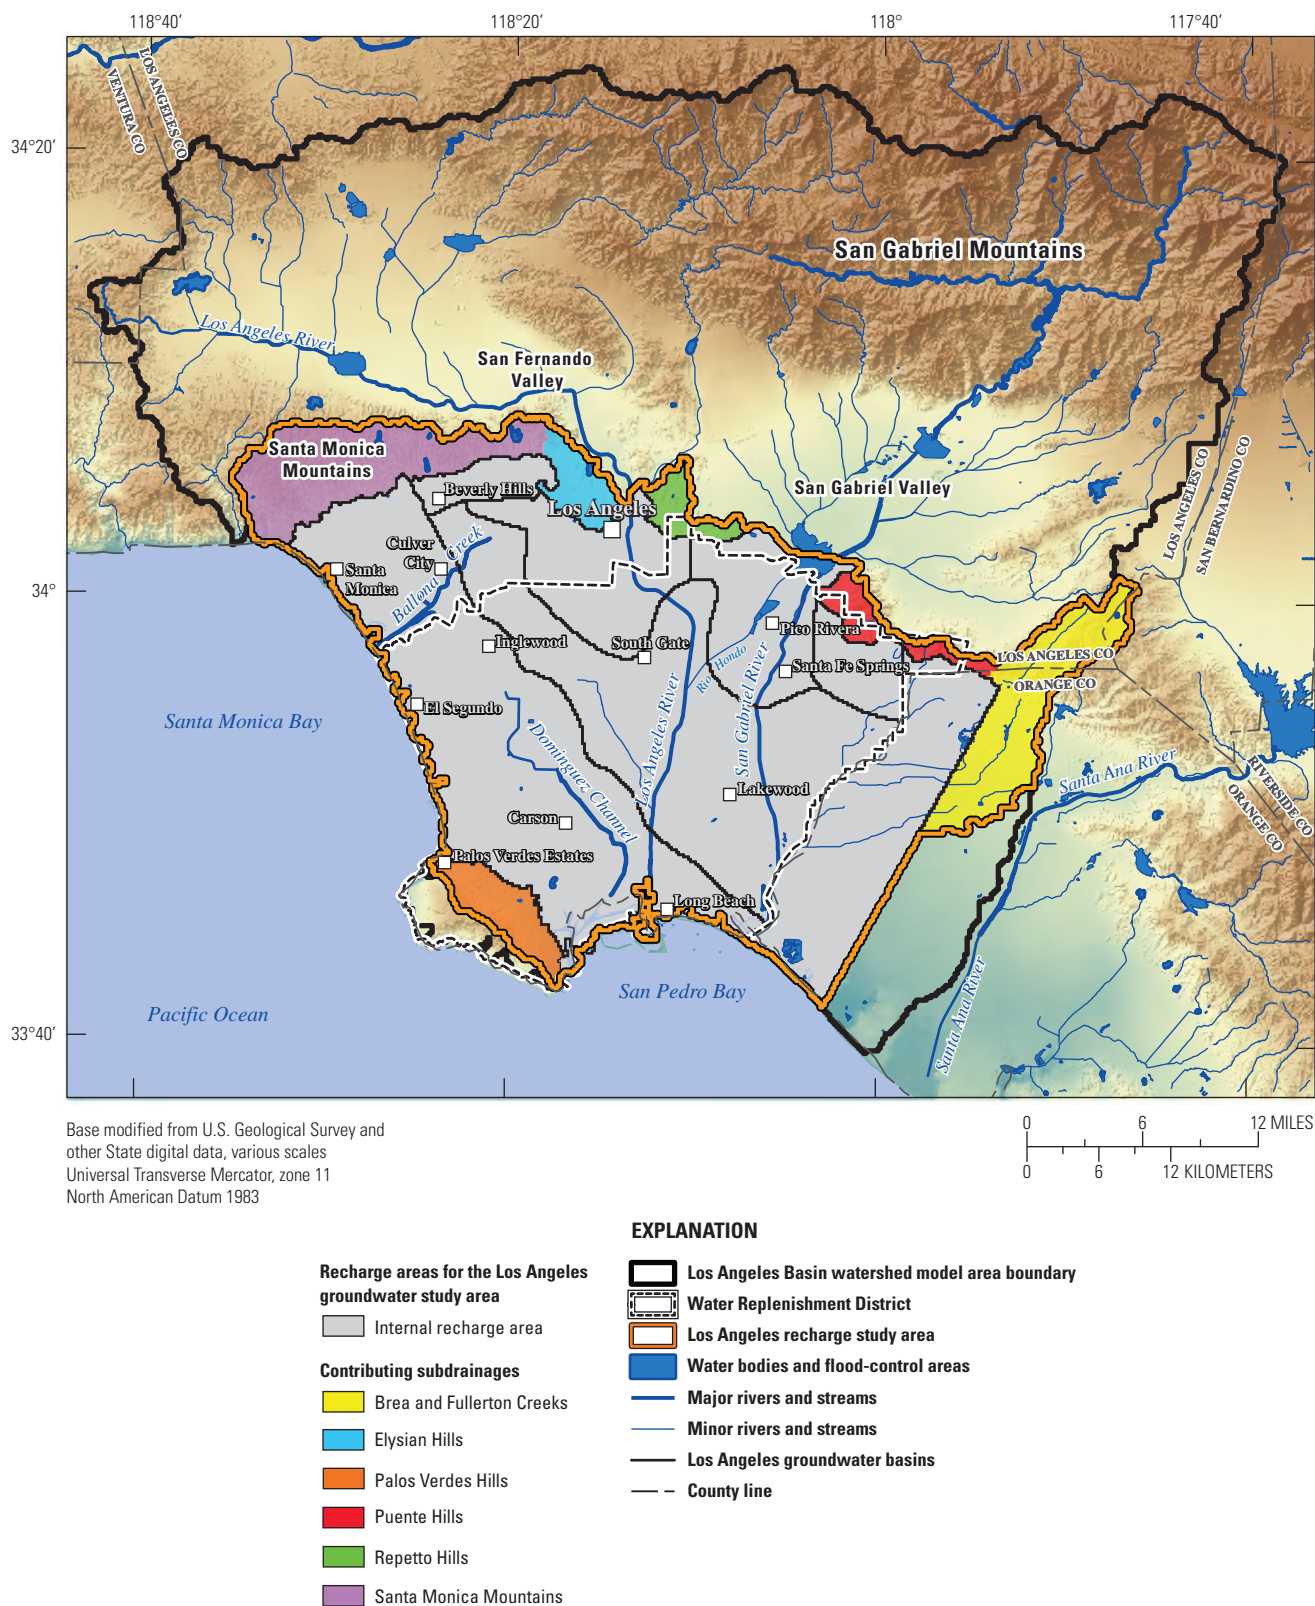 118°40′
118°20′
118°
117°40′
LOS ANGELES CO
VENTURA CO
34°20′
San Gabriel Mountains
Los Angeles River
San Fernando
Valley
Santa Monica
Mountains
San Gabriel Valley
LOS ANGELES CO
SAN BERNARDINO CO
Beverly Hills
Los Angeles
Culver
City
Ballona Creek
Santa
Monica
34°
Inglewood
South Gate
Pico Rivera
Rio Hondo
Santa Fe Springs
LOS ANGELES CO
ORANGE CO
El Segundo
Santa Monica Bay
Dominguez Channel
Los Angeles River
San Gabriel River
Santa Ana River
RIVERSIDE CO
ORANGE CO
Lakewood
Carson
Palos Verdes Estates
Long Beach
San Pedro Bay
Santa Ana River
Pacific Ocean
33°40′
Base modified from U.S. Geological Survey and
other State digital data, various scales
Universal Transverse Mercator, zone 11
North American Datum 1983
0 6 12 MILES
0 6 12 KILOMETERS
EXPLANATION
Recharge areas for the Los Angeles
groundwater study area
Internal recharge area
Contributing subdrainages
Brea and Fullerton Creeks
Elysian Hills
Palos Verdes Hills
Puente Hills
Repetto Hills
Santa Monica Mountains
Los Angeles Basin watershed model area boundary
Water Replenishment District
Los Angeles recharge study area
Water bodies and flood-control areas
Major rivers and streams
Minor rivers and streams
Los Angeles groundwater basins
County line